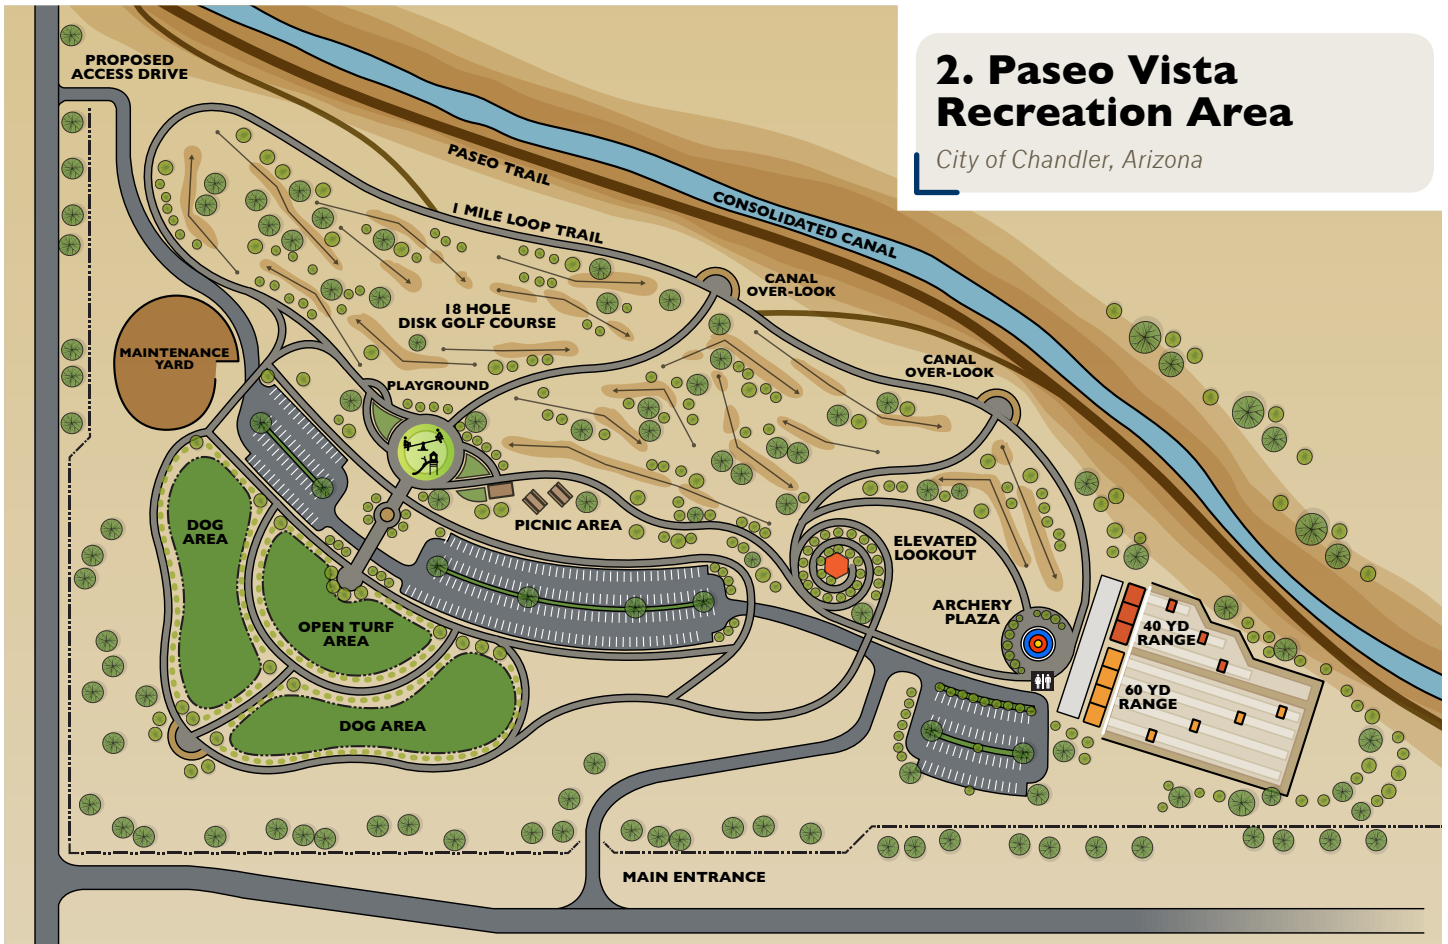 2. Paseo Vista
Recreation Area
City of Chandler, Arizona
PROPOSED
ACCESS DRIVE
PASEO TRAIL
CONSOLIDATED CANAL
1 MILE LOOP TRAIL
CANAL
OVER-LOOK
18 HOLE
DISK GOLF COURSE
MAINTENANCE
YARD
CANAL
OVER-LOOK
PLAYGROUND
DOG
AREA
PICNIC AREA
ELEVATED
LOOKOUT
ARCHERY
PLAZA
40 YD
RANGE
OPEN TURF
AREA
60 YD
RANGE
DOG AREA
MAIN ENTRANCE